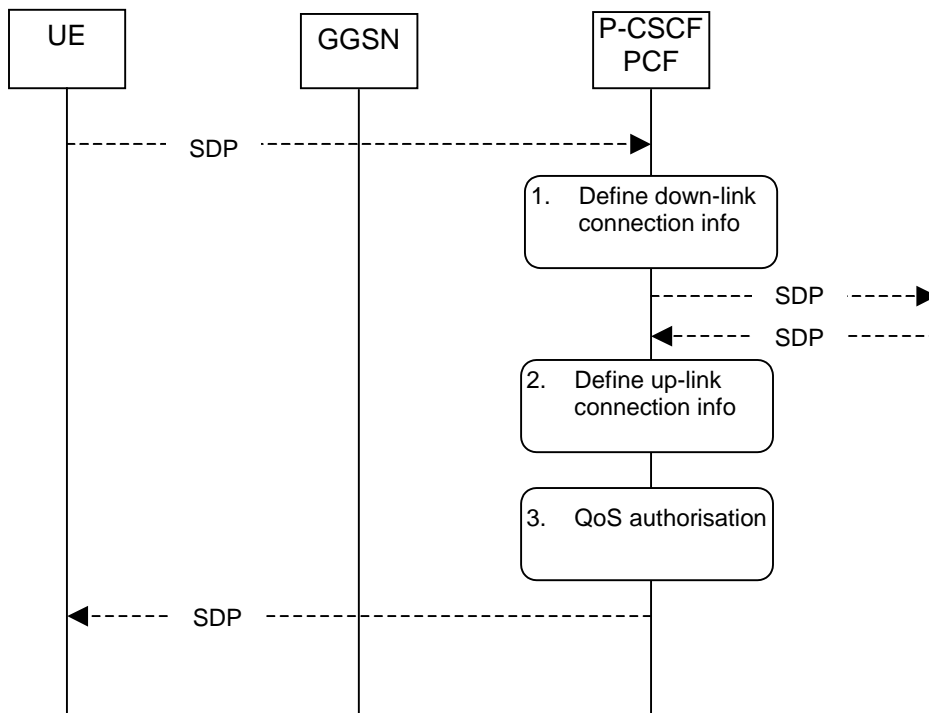 UE
GGSN
P-CSCF
PCF
SDP
1. Define down-link
connection info
SDP
SDP
2. Define up-link
connection info
3. QoS authorisation
SDP